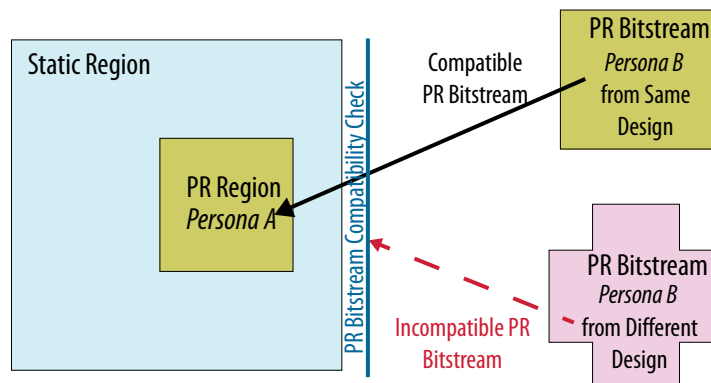 Static Region
PR Region
Persona A
PR Bitstream Compatibility Check
Compatible
PR Bitstream
PR Bitstream
Persona B
from Same
Design
Incompatible PR
Bitstream
PR Bitstream
Persona B
from Different
Design